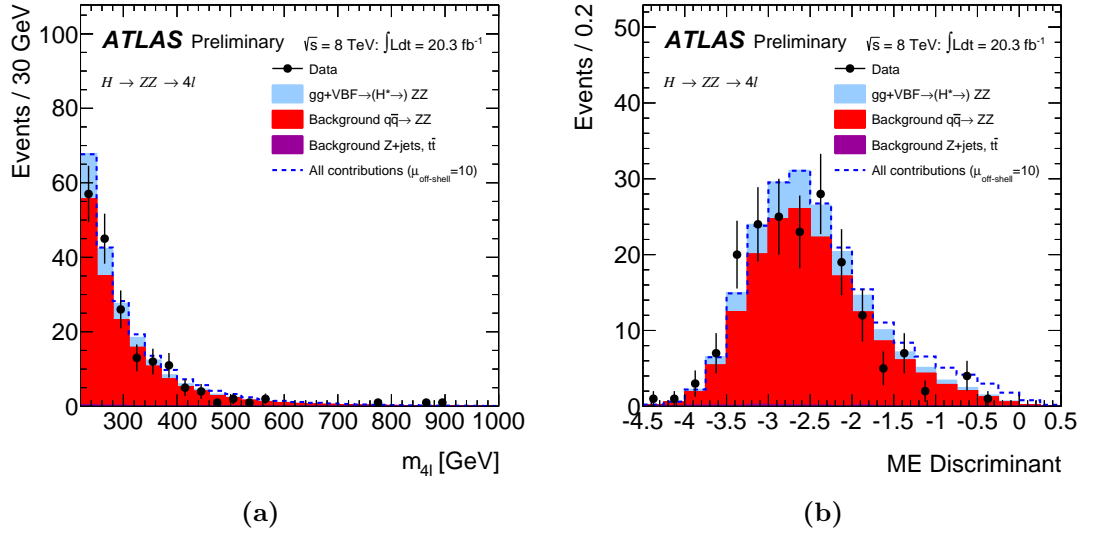 ATLAS Preliminary
√s = 8 TeV: ∫Ldt = 20.3 fb⁻¹
H → ZZ → 4l
Data
gg+VBF→(H*→) ZZ
Background qq̄→ ZZ
Background Z+jets, tt̄
All contributions (μoff-shell=10)
Events / 30 GeV
100
80
60
40
20
0
300 400 500 600 700 800 900 1000
m4l [GeV]
(a)
ATLAS Preliminary
√s = 8 TeV: ∫Ldt = 20.3 fb⁻¹
H → ZZ → 4l
Data
gg+VBF→(H*→) ZZ
Background qq̄→ ZZ
Background Z+jets, tt̄
All contributions (μoff-shell=10)
Events / 0.2
50
40
30
20
10
0
-4.5 -4 -3.5 -3 -2.5 -2 -1.5 -1 -0.5 0 0.5
ME Discriminant
(b)